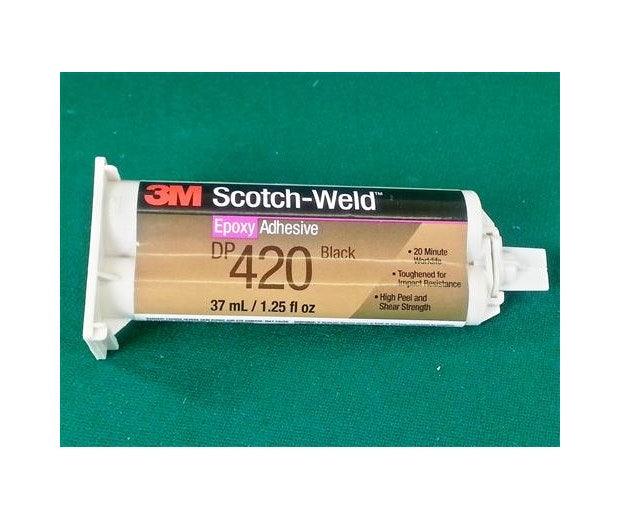 3M Scotch-Weld™
Epoxy Adhesive
DP 420 Black
37 mL / 1.25 fl oz
• 20 Minute
Worklife
• Toughened for
Impact Resistance
• High Peel and
Shear Strength